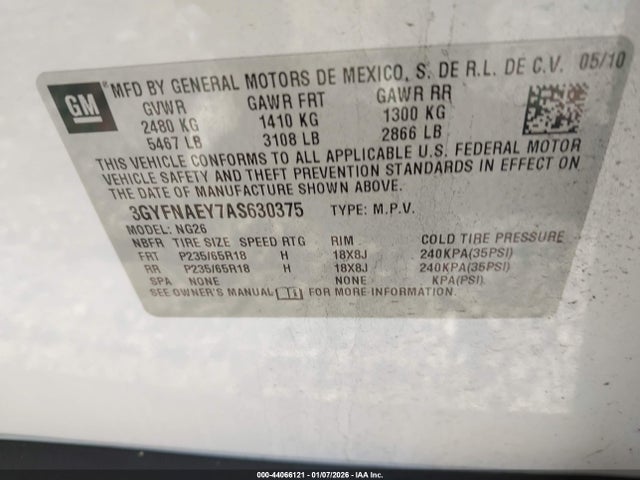 GM
MFD BY GENERAL MOTORS DE MEXICO, S. DE R.L. DE C.V. 05/10
GVWR GAWR FRT GAWR RR
2480 KG 1410 KG 1300 KG
5467 LB 3108 LB 2866 LB
THIS VEHICLE CONFORMS TO ALL APPLICABLE U.S. FEDERAL MOTOR
VEHICLE SAFETY AND THEFT PREVENTION STANDARDS IN EFFECT ON
THE DATE OF MANUFACTURE SHOWN ABOVE.
3GYFNAEY7AS630375 TYPE: M.P.V.
MODEL: NG26
NBFR TIRE SIZE SPEED RTG RIM COLD TIRE PRESSURE
FRT P235/65R18 H 18X8J 240KPA(35PSI)
RR P235/65R18 H 18X8J 240KPA(35PSI)
SPA NONE NONE KPA(PSI)
SEE OWNER'S MANUAL FOR MORE INFORMATION.
000-44066121 - 01/07/2026 - IAA Inc.